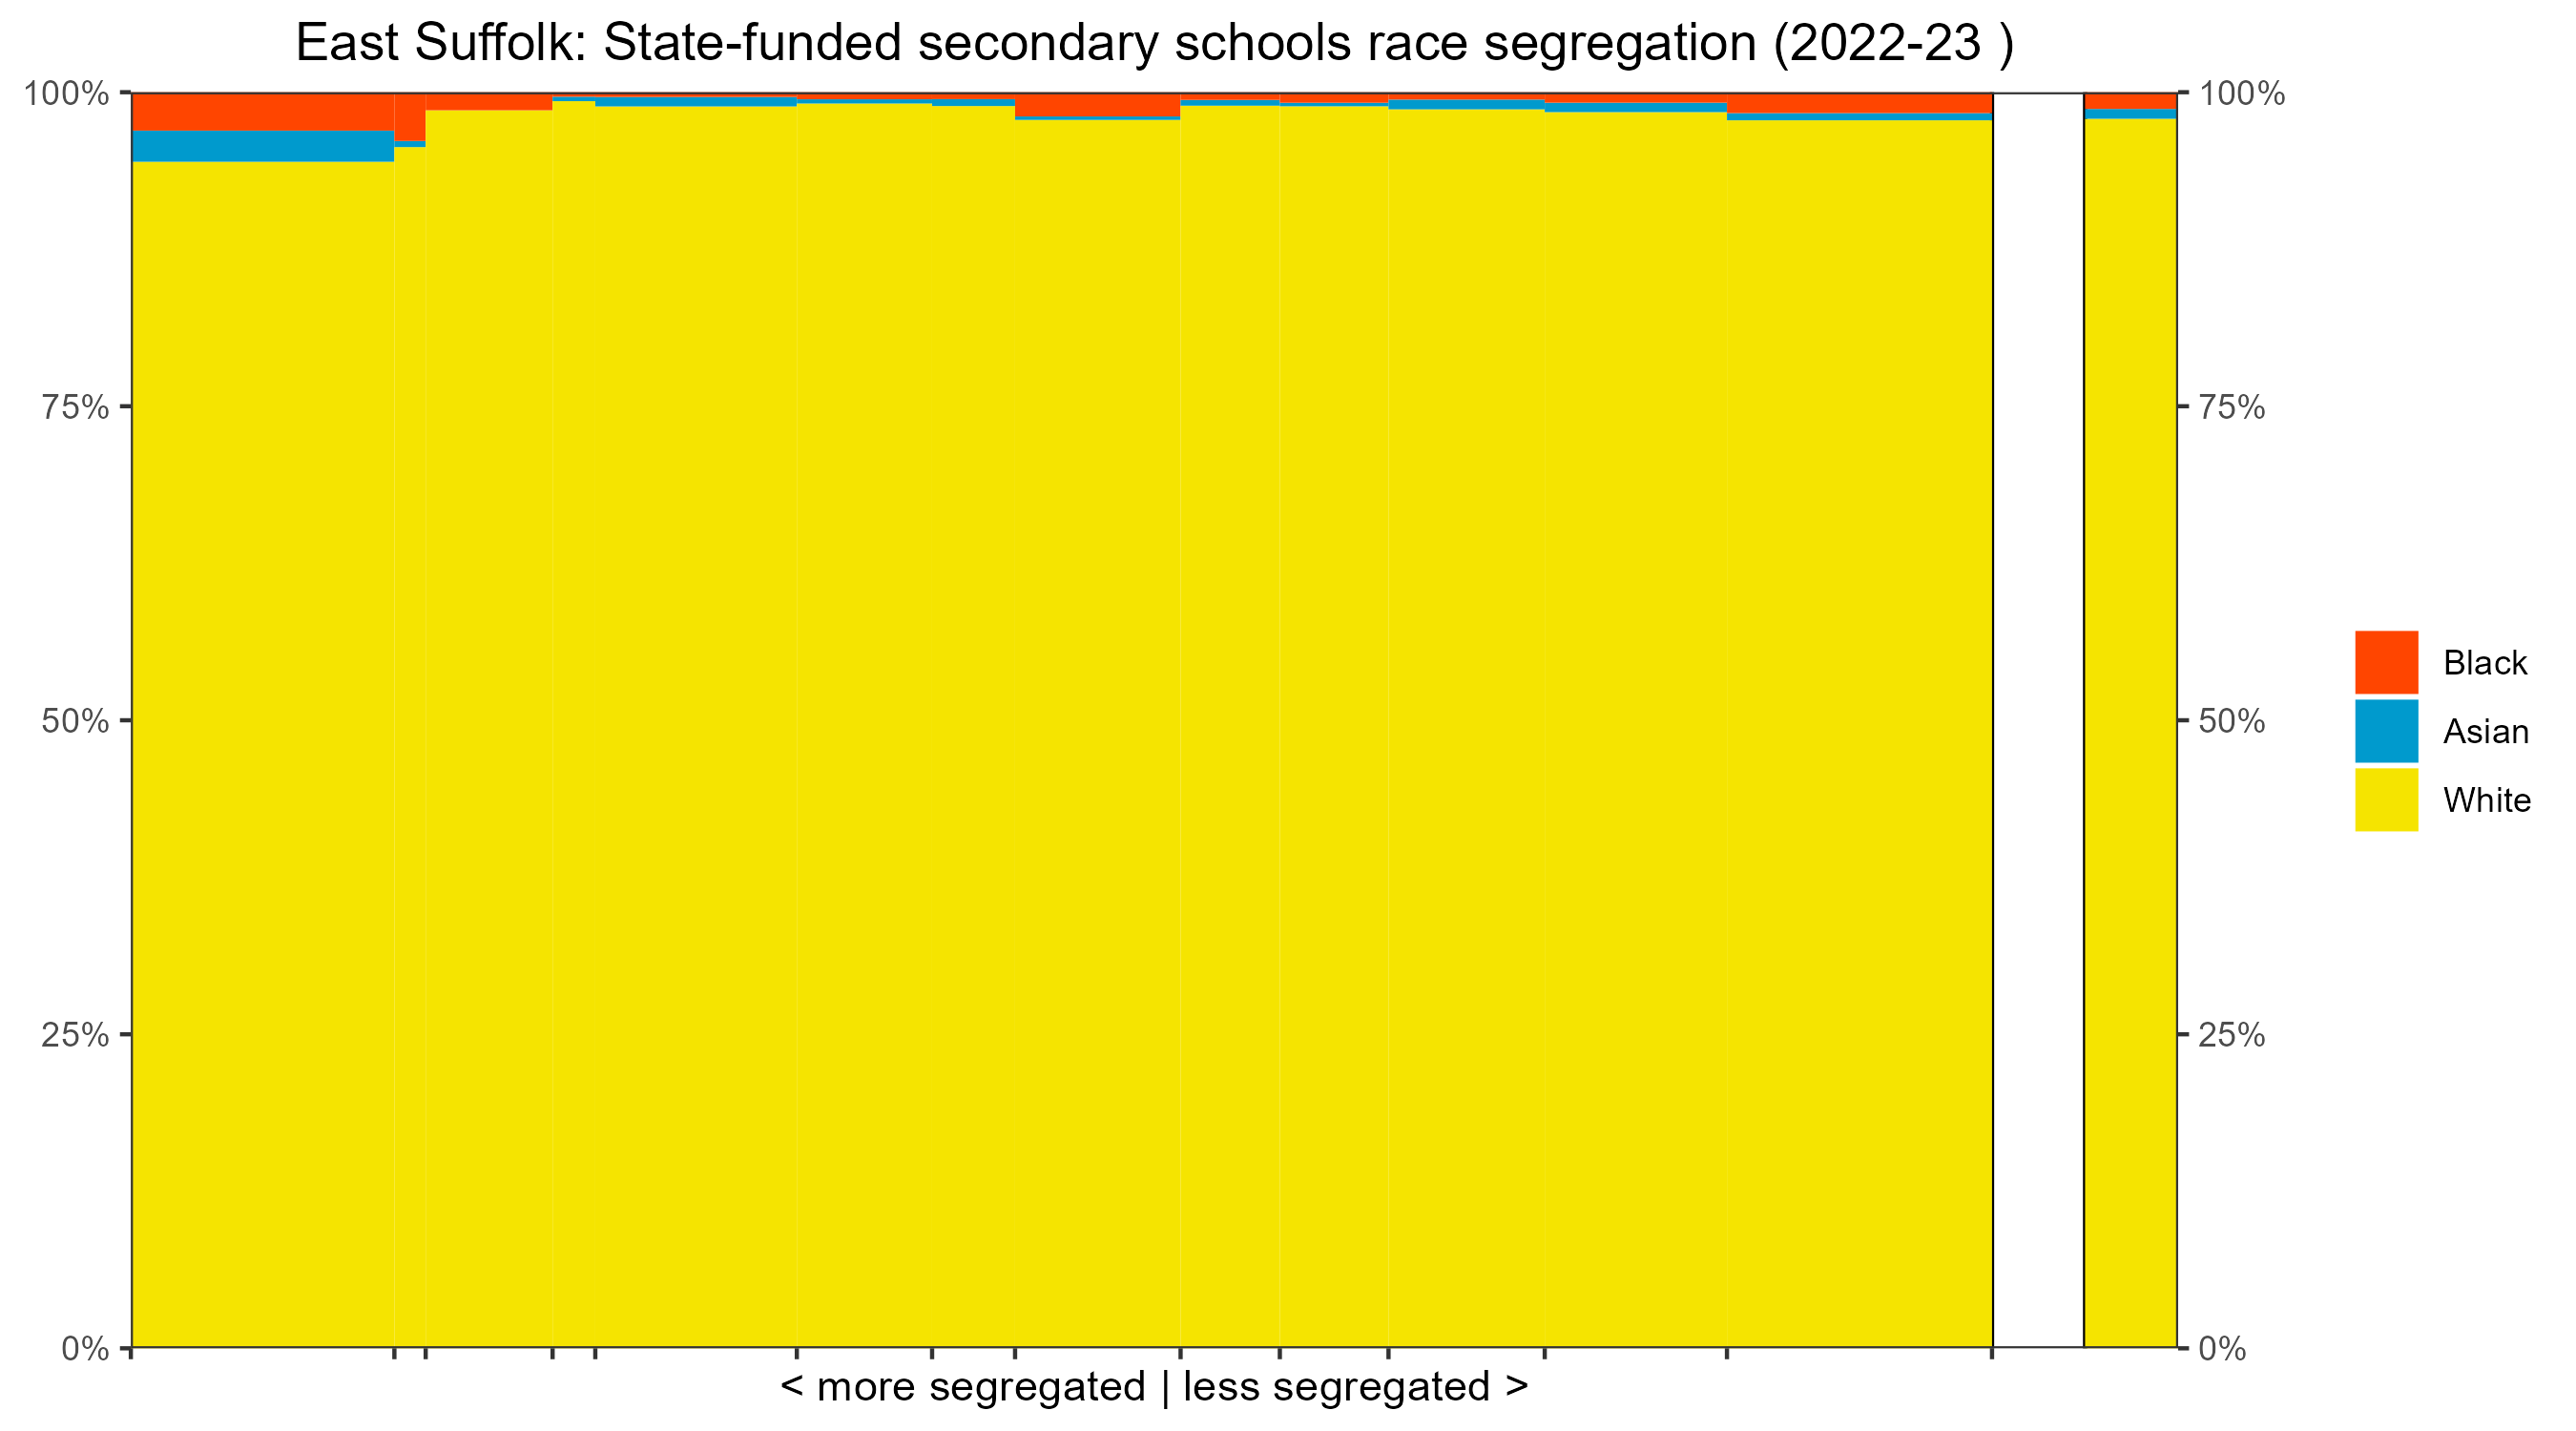 East Suffolk: State-funded secondary schools race segregation (2022-23 )
100%
75%
50%
25%
0%
100%
75%
50%
25%
0%
Black
Asian
White
< more segregated | less segregated >